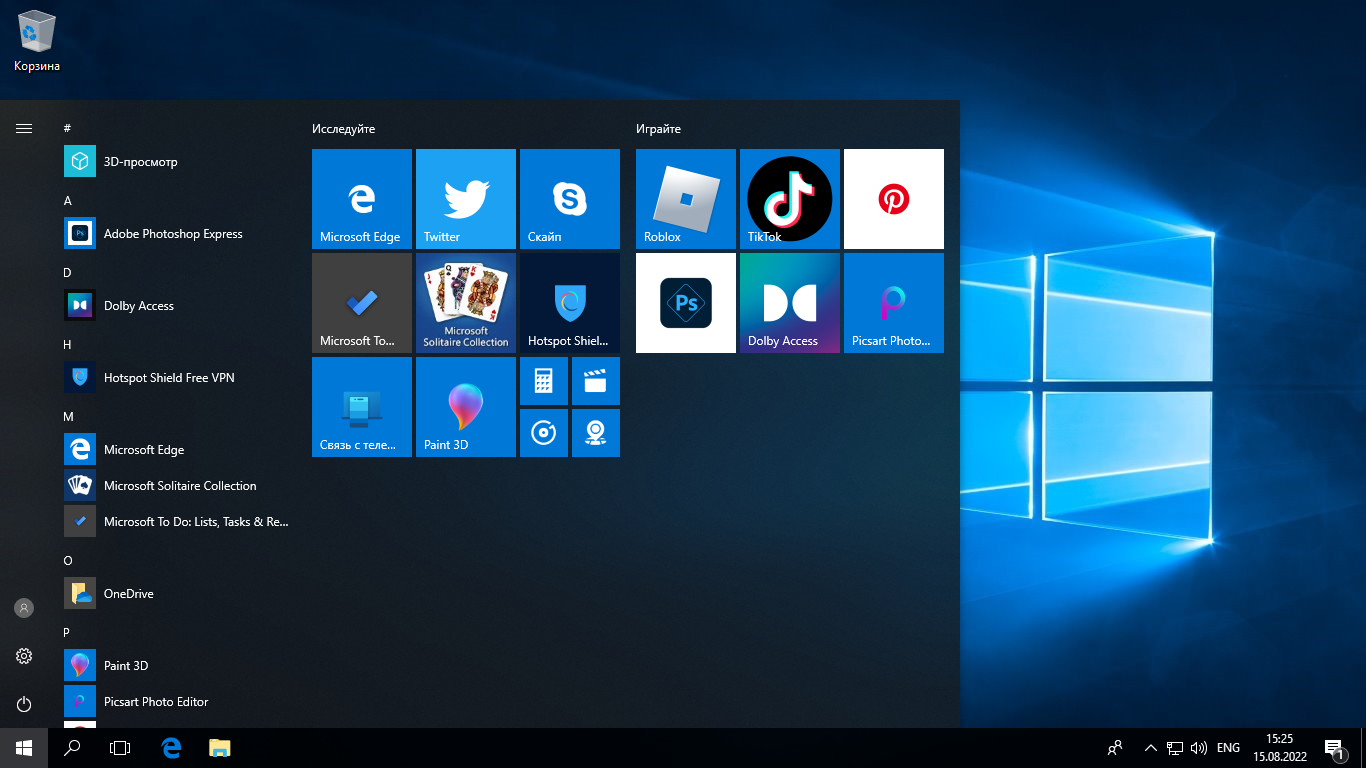 Корзина
#
3D-просмотр
A
Adobe Photoshop Express
D
Dolby Access
H
Hotspot Shield Free VPN
M
Microsoft Edge
Microsoft Solitaire Collection
Microsoft To Do: Lists, Tasks & Re...
O
OneDrive
P
Paint 3D
Picsart Photo Editor
Исследуйте
Microsoft Edge
Twitter
Скайп
Microsoft To...
Microsoft
Solitaire Collection
Hotspot Shiel...
Связь с теле...
Paint 3D
Играйте
Roblox
TikTok
Ps
Dolby Access
Picsart Photo...
ENG
15:25
15.08.2022
1